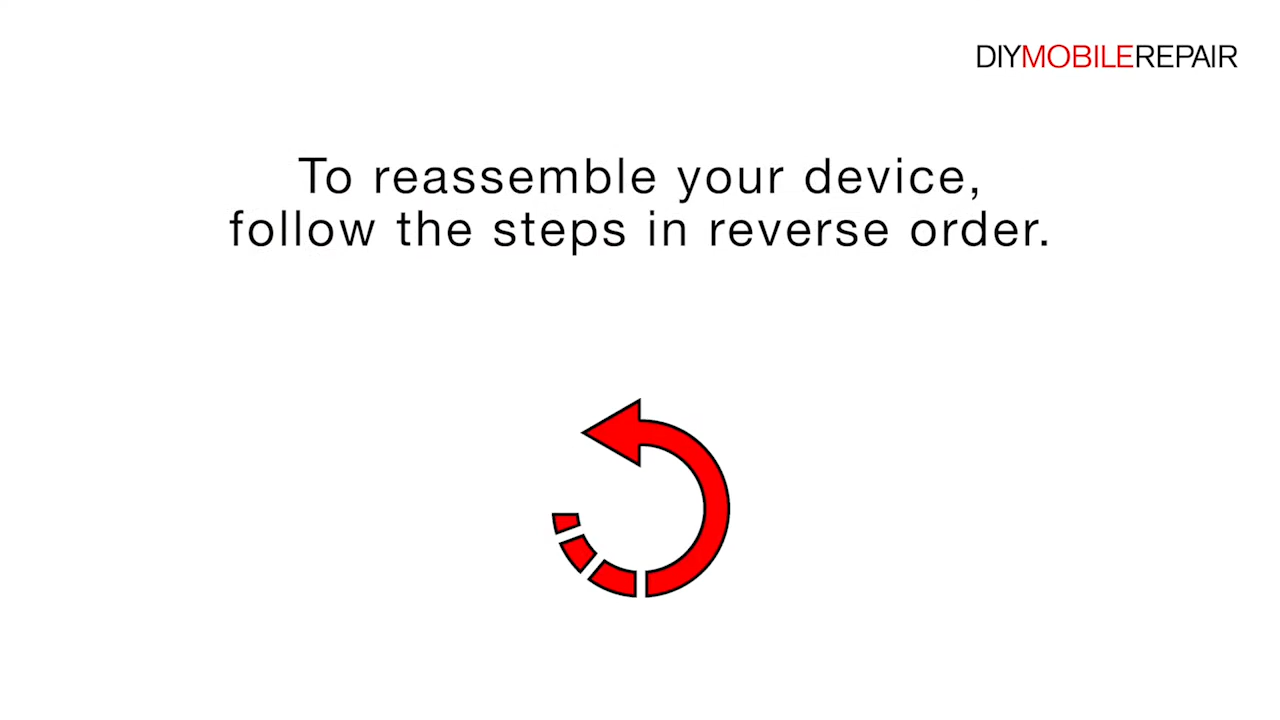 DIYMOBILEREPAIR
To reassemble your device,
follow the steps in reverse order.